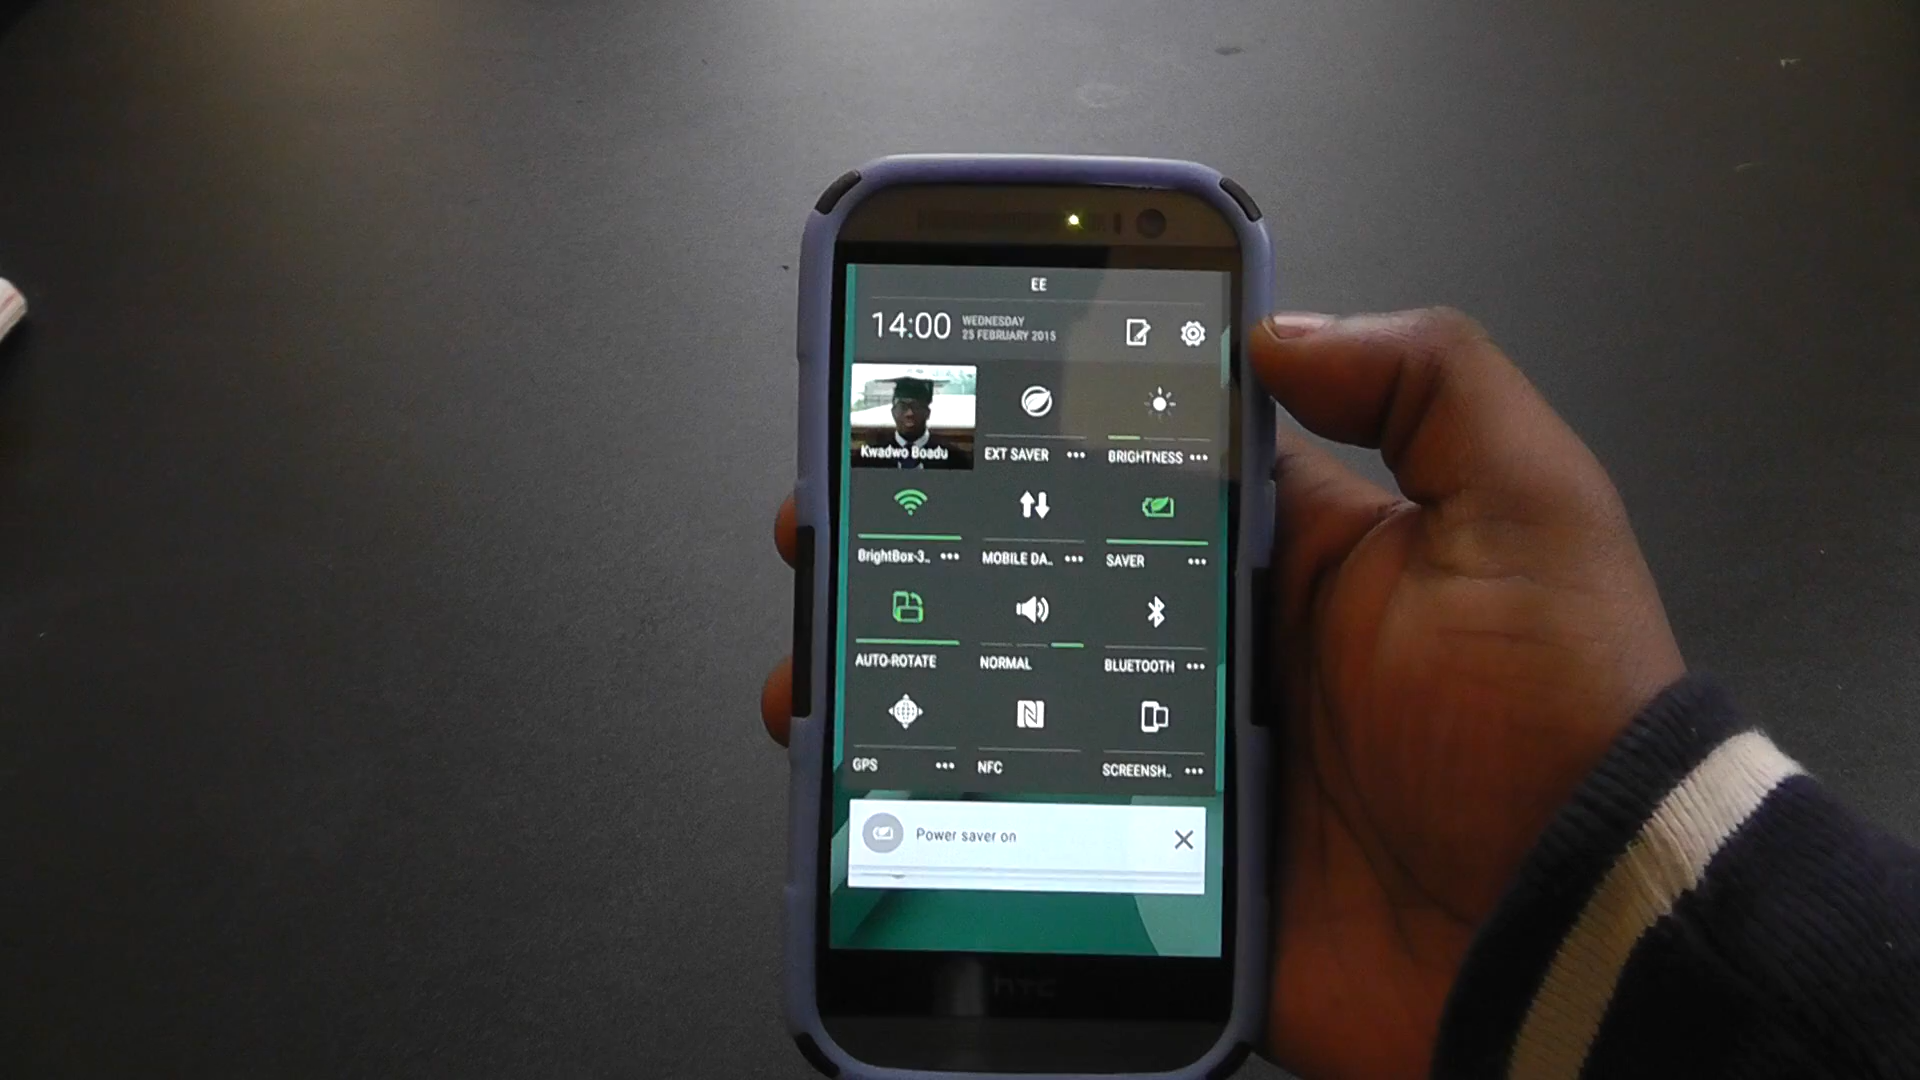 EE
14:00
WEDNESDAY
25 FEBRUARY 2015
Kwadwo Boadu
EXT SAVER •••
BRIGHTNESS •••
BrightBox-3.. •••
MOBILE DA.. •••
SAVER •••
AUTO-ROTATE
NORMAL
BLUETOOTH •••
GPS •••
NFC
SCREENSH.. •••
Power saver on
hTC